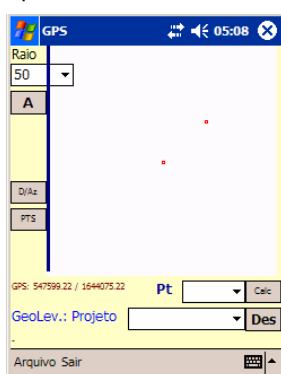 GPS 05:08
Raio
50
A
D/Az
PTS
GPS: 547599.22 / 1644075.22 Pt Calc
GeoLev.: Projeto Des
-
Arquivo Sair